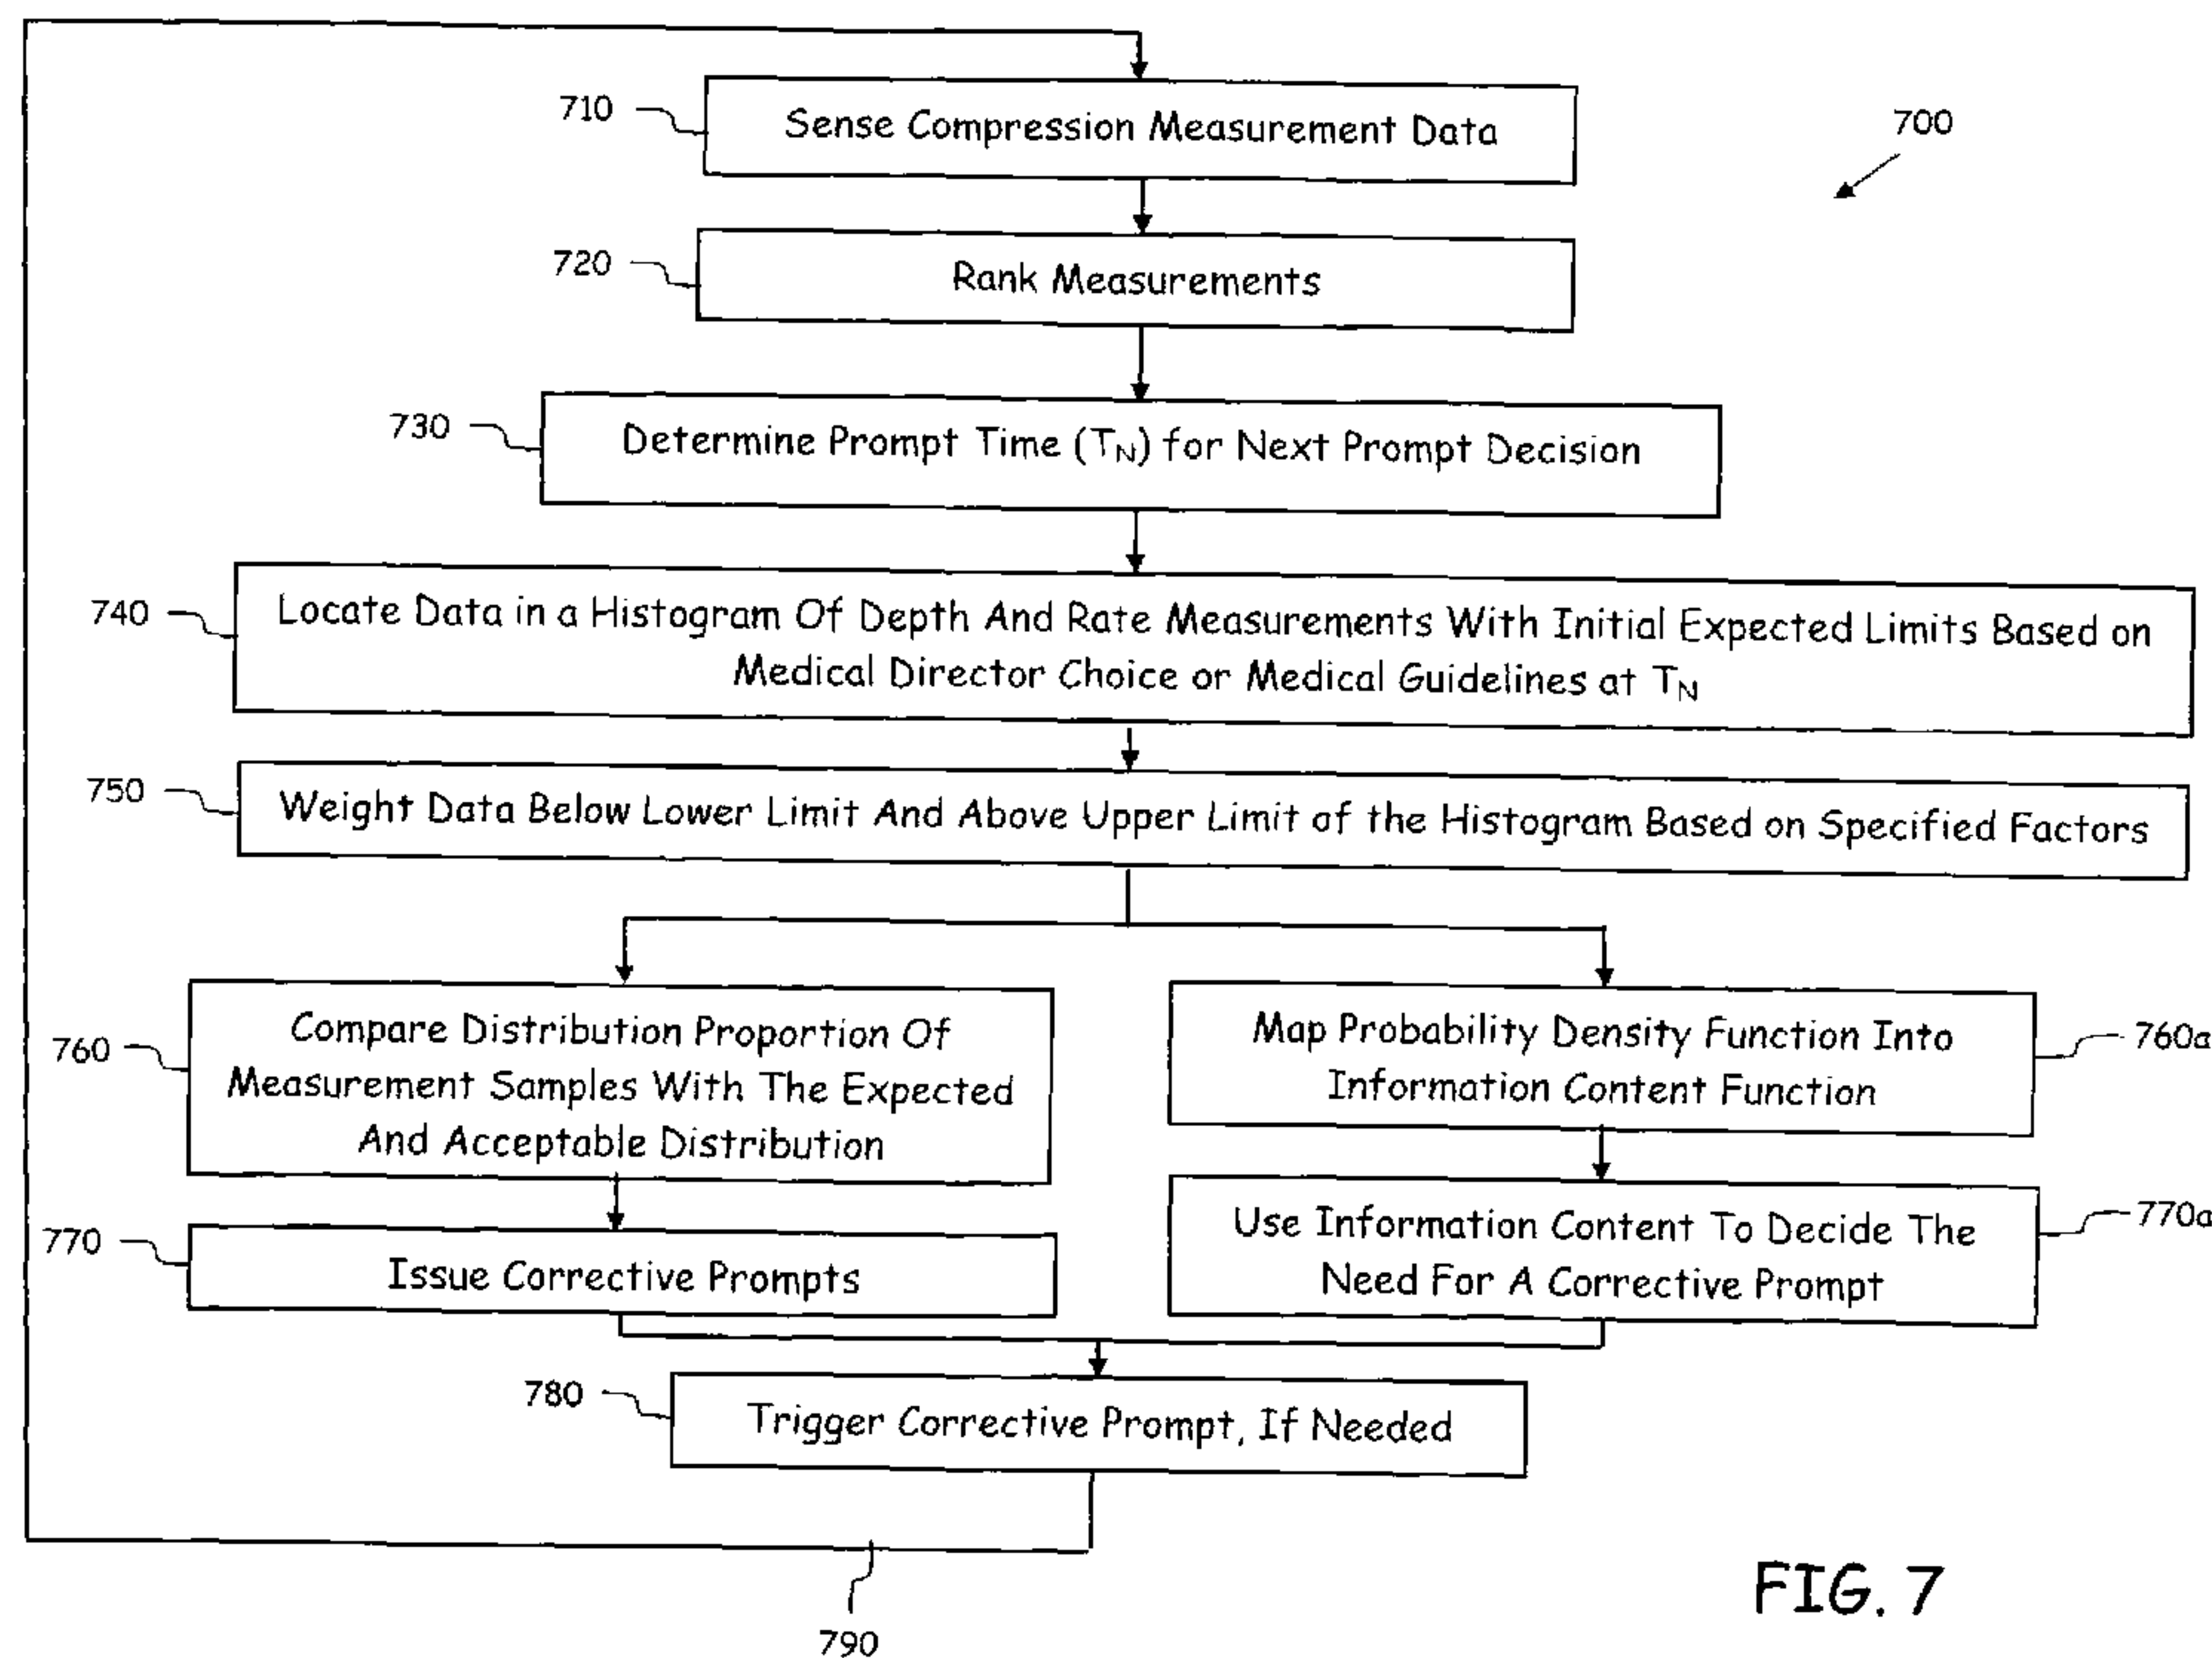 710
Sense Compression Measurement Data
700
720
Rank Measurements
730
Determine Prompt Time (TN) for Next Prompt Decision
740
Locate Data in a Histogram Of Depth And Rate Measurements With Initial Expected Limits Based on
Medical Director Choice or Medical Guidelines at TN
750
Weight Data Below Lower Limit And Above Upper Limit of the Histogram Based on Specified Factors
760
Compare Distribution Proportion Of
Measurement Samples With The Expected
And Acceptable Distribution
Map Probability Density Function Into
Information Content Function
760a
770
Issue Corrective Prompts
Use Information Content To Decide The
Need For A Corrective Prompt
770a
780
Trigger Corrective Prompt, If Needed
790
FIG. 7